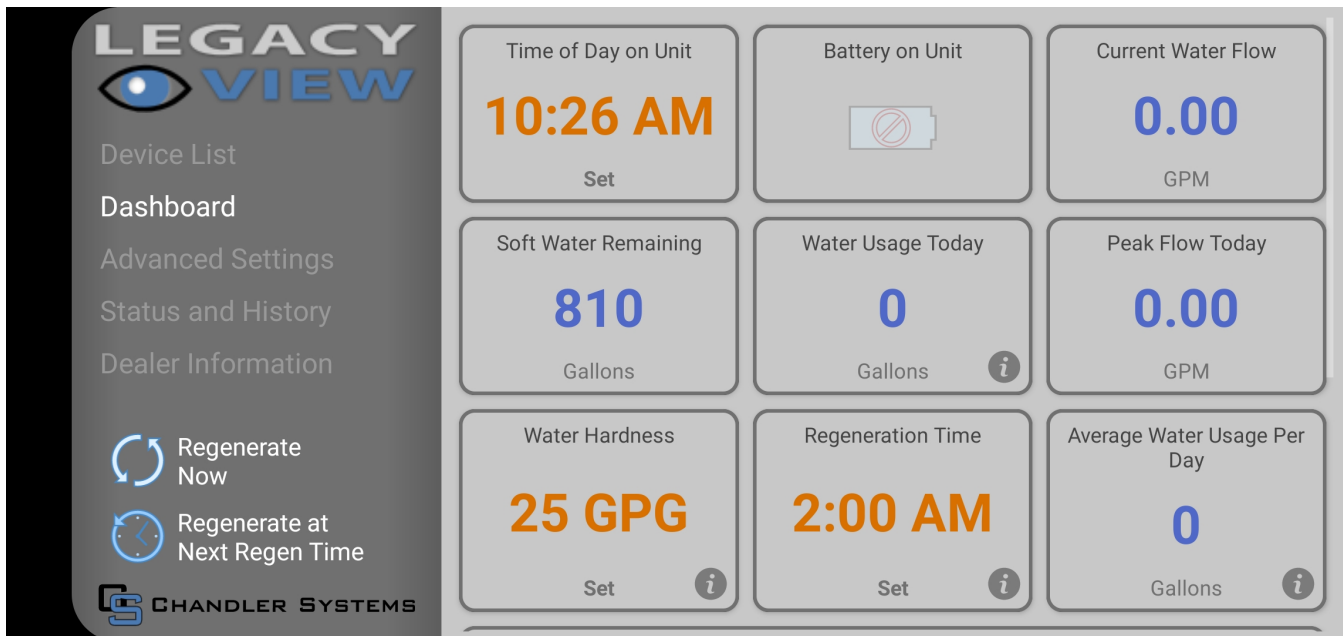 LEGACY
VIEW
Device List
Dashboard
Advanced Settings
Status and History
Dealer Information
Regenerate
Now
Regenerate at
Next Regen Time
CS CHANDLER SYSTEMS
Time of Day on Unit
10:26 AM
Set
Battery on Unit
Current Water Flow
0.00
GPM
Soft Water Remaining
810
Gallons
Water Usage Today
0
Gallons i
Peak Flow Today
0.00
GPM
Water Hardness
25 GPG
Set i
Regeneration Time
2:00 AM
Set i
Average Water Usage Per
Day
0
Gallons i